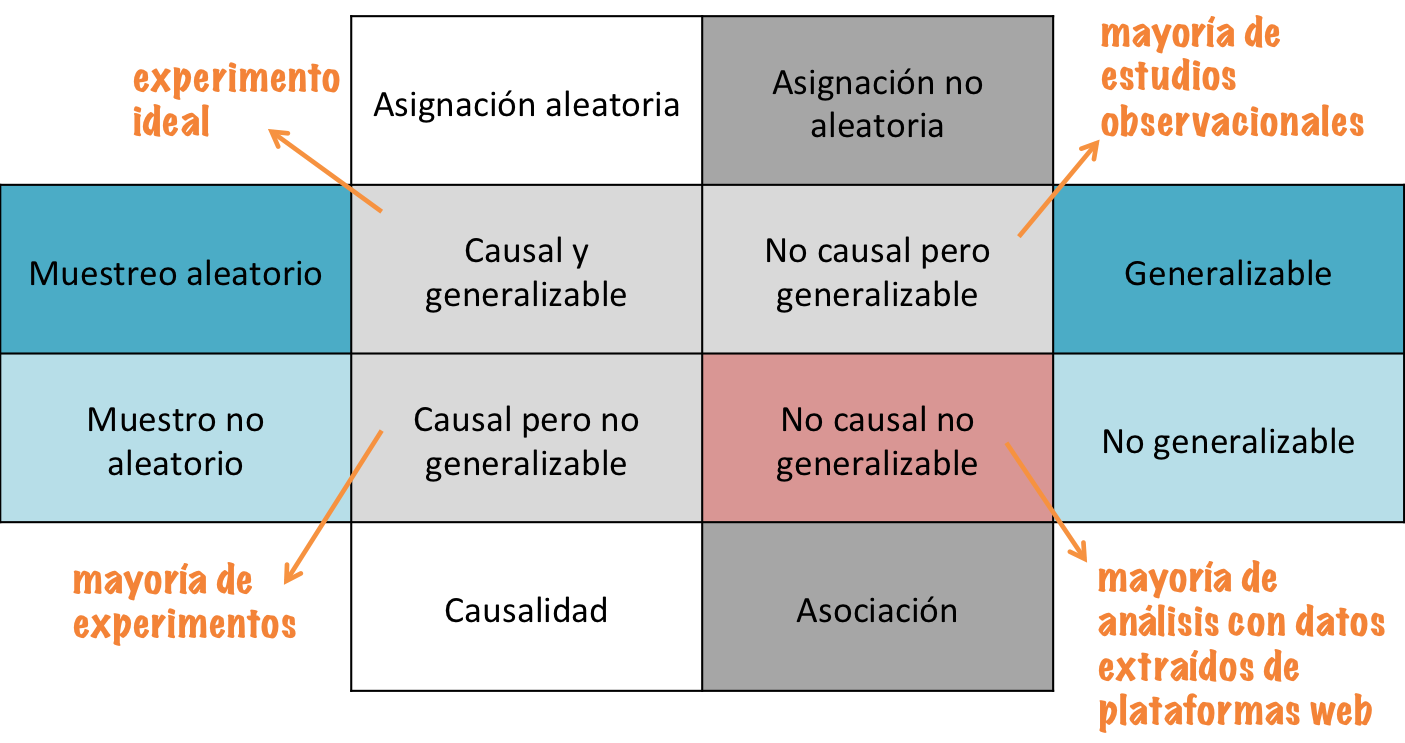 experimento
ideal
Asignación aleatoria
Asignación no
aleatoria
mayoría de
estudios
observacionales
Muestreo aleatorio
Causal y
generalizable
No causal pero
generalizable
Generalizable
Muestro no
aleatorio
Causal pero no
generalizable
No causal no
generalizable
No generalizable
mayoría de
experimentos
Causalidad
Asociación
mayoría de
análisis con datos
extraídos de
plataformas web